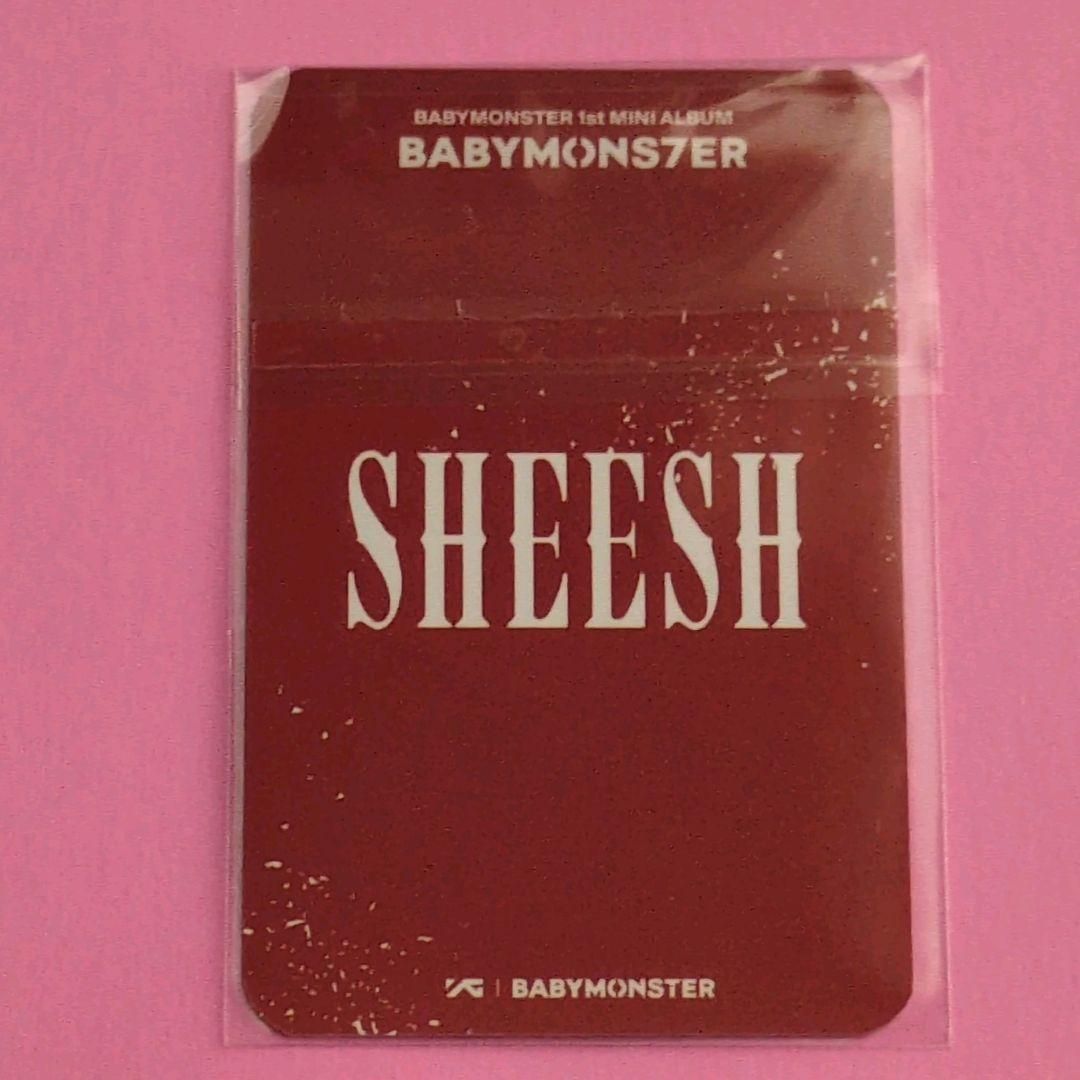 BABYMONSTER 1st MINI ALBUM
BABYMONS7ER
SHEESH
YG | BABYMONSTER